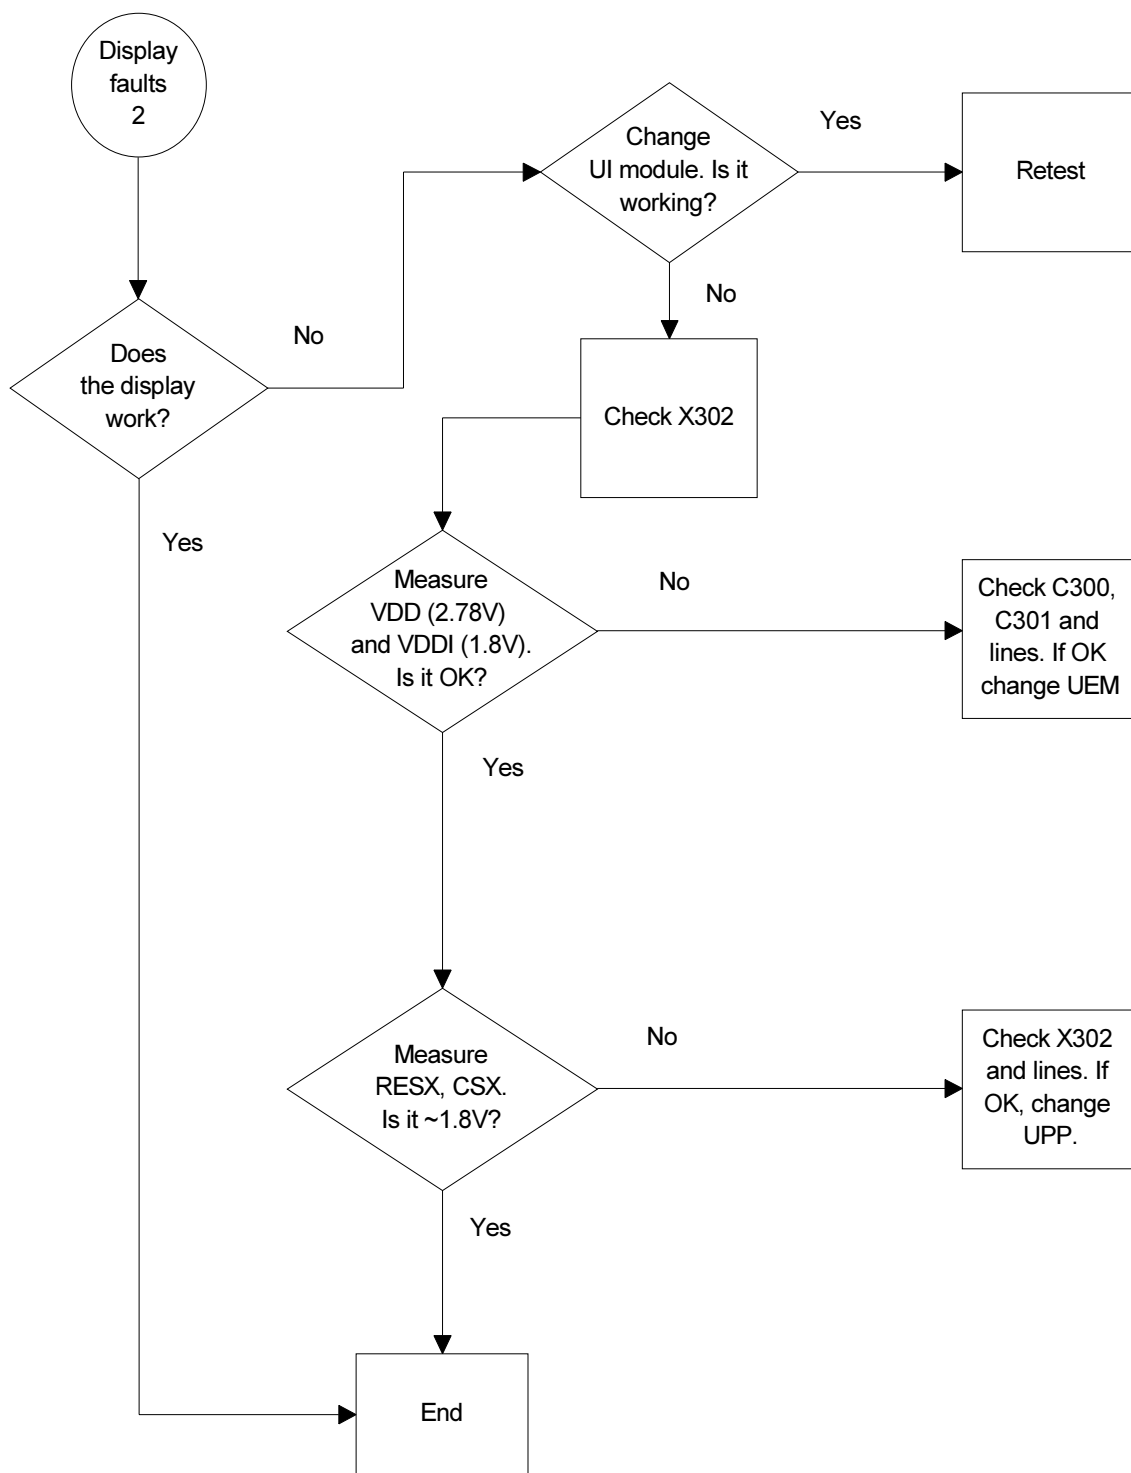 Display
faults
2
Does
the display
work?
No
Yes
Change
UI module. Is it
working?
Yes
Retest
No
Check X302
Measure
VDD (2.78V)
and VDDI (1.8V).
Is it OK?
No
Check C300,
C301 and
lines. If OK
change UEM
Yes
Measure
RESX, CSX.
Is it ~1.8V?
No
Check X302
and lines. If
OK, change
UPP.
Yes
End